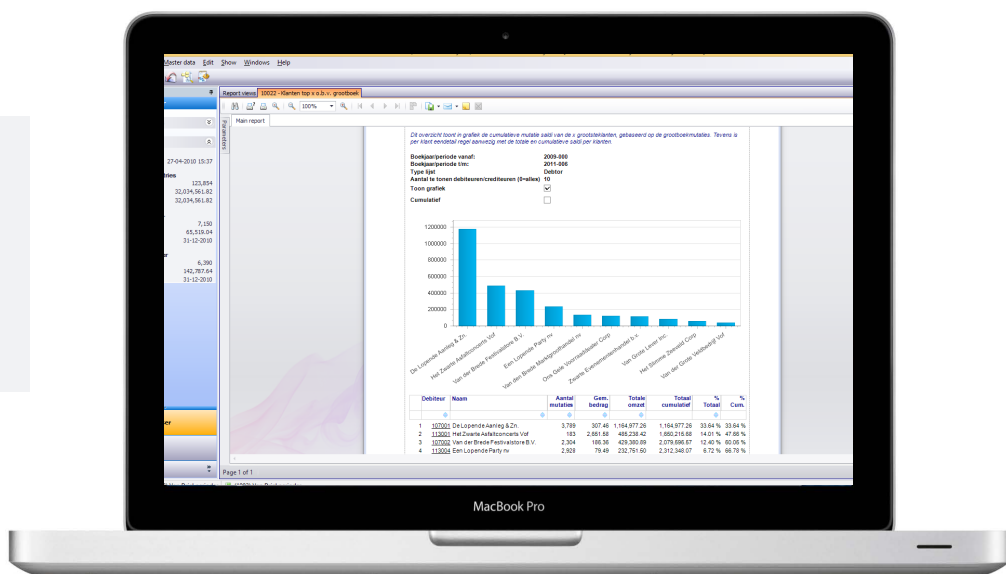 Master data Edit Show Windows Help
Report views 10022 - Klanten top x o.b.v. grootboek
100%
Parameters
Main report
Dit overzicht toont in grafiek de cumulatieve mutatie saldi van de x grootsteklanten, gebaseerd op de grootboekmutaties. Tevens is
per klant eendetail regel aanwezig met de totale en cumulatieve saldi per klanten.
Boekjaar/periode vanaf: 2009-000
Boekjaar/periode t/m: 2011-006
Type lijst Debtor
Aantal te tonen debiteuren/crediteuren (0=alles) 10
Toon grafiek
Cumulatief
27-04-2010 15:37
123,854
32,034,561.82
32,034,561.82
7,150
65,519.04
31-12-2010
6,390
142,787.64
31-12-2010
1200000
1000000
800000
600000
400000
200000
0
De Lopende Aanleg & Zn.
Het Zwarte Asfaltconcerts Vof
Van der Brede Festivalstore B.V.
Een Lopende Party nv
Van den Brede Marktgroothandel nv
Ons Gele Voorraadleader Corp
Zwarte Evenementenhandel b.v.
Van Grote Lever Inc.
Het Slimme Zeeveld Corp
Van der Grote Veldbedrijf Vof
Debiteur Naam Aantal mutaties Gem. bedrag Totale omzet Totaal cumulatief % Totaal % Cum.
1 107001 De Lopende Aanleg & Zn. 3,789 307.46 1,164,977.26 1,164,977.26 33.64 % 33.64 %
2 113001 Het Zwarte Asfaltconcerts Vof 183 2,651.58 485,238.42 1,650,215.68 14.01 % 47.66 %
3 107002 Van der Brede Festivalstore B.V. 2,304 186.36 429,380.89 2,079,596.57 12.40 % 60.06 %
4 113004 Een Lopende Party nv 2,928 79.49 232,751.50 2,312,348.07 6.72 % 66.78 %
Page 1 of 1
MacBook Pro